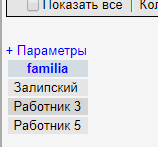 Показать все | Кол
+ Параметры
familia
Залипский
Работник 3
Работник 5